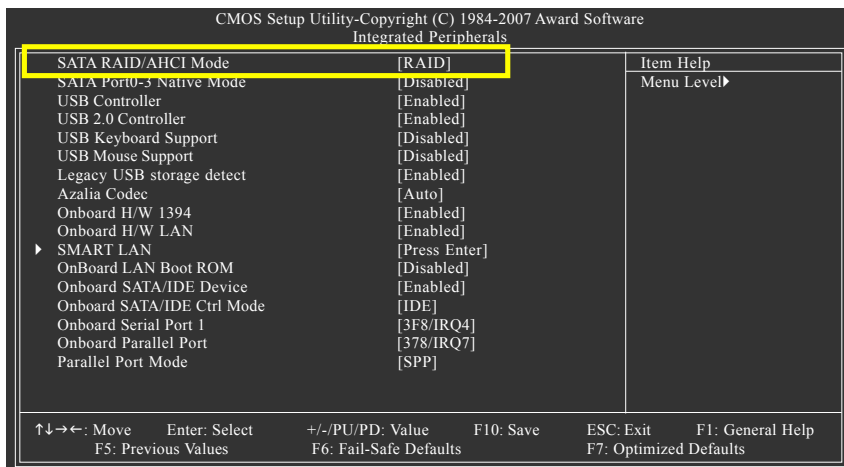 CMOS Setup Utility-Copyright (C) 1984-2007 Award Software
Integrated Peripherals
SATA RAID/AHCI Mode [RAID] Item Help
SATA Port0-3 Native Mode [Disabled] Menu Level▶
USB Controller [Enabled]
USB 2.0 Controller [Enabled]
USB Keyboard Support [Disabled]
USB Mouse Support [Disabled]
Legacy USB storage detect [Enabled]
Azalia Codec [Auto]
Onboard H/W 1394 [Enabled]
Onboard H/W LAN [Enabled]
▶ SMART LAN [Press Enter]
OnBoard LAN Boot ROM [Disabled]
Onboard SATA/IDE Device [Enabled]
Onboard SATA/IDE Ctrl Mode [IDE]
Onboard Serial Port 1 [3F8/IRQ4]
Onboard Parallel Port [378/IRQ7]
Parallel Port Mode [SPP]
↑↓→←: Move Enter: Select +/-/PU/PD: Value F10: Save ESC: Exit F1: General Help
F5: Previous Values F6: Fail-Safe Defaults F7: Optimized Defaults